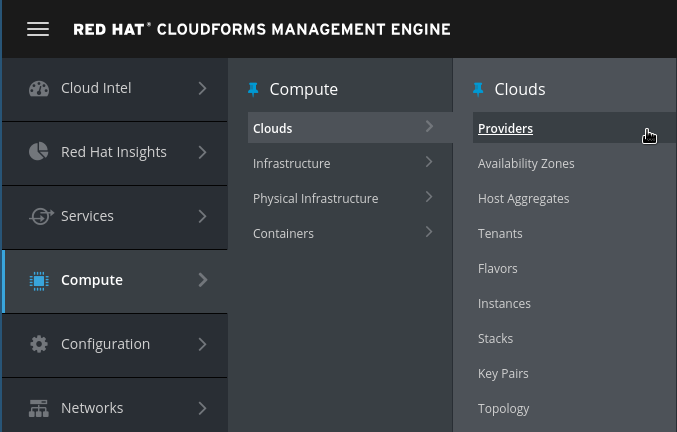 RED HAT® CLOUDFORMS MANAGEMENT ENGINE
Cloud Intel
Red Hat Insights
Services
Compute
Configuration
Networks
Compute
Clouds
Infrastructure
Physical Infrastructure
Containers
Clouds
Providers
Availability Zones
Host Aggregates
Tenants
Flavors
Instances
Stacks
Key Pairs
Topology